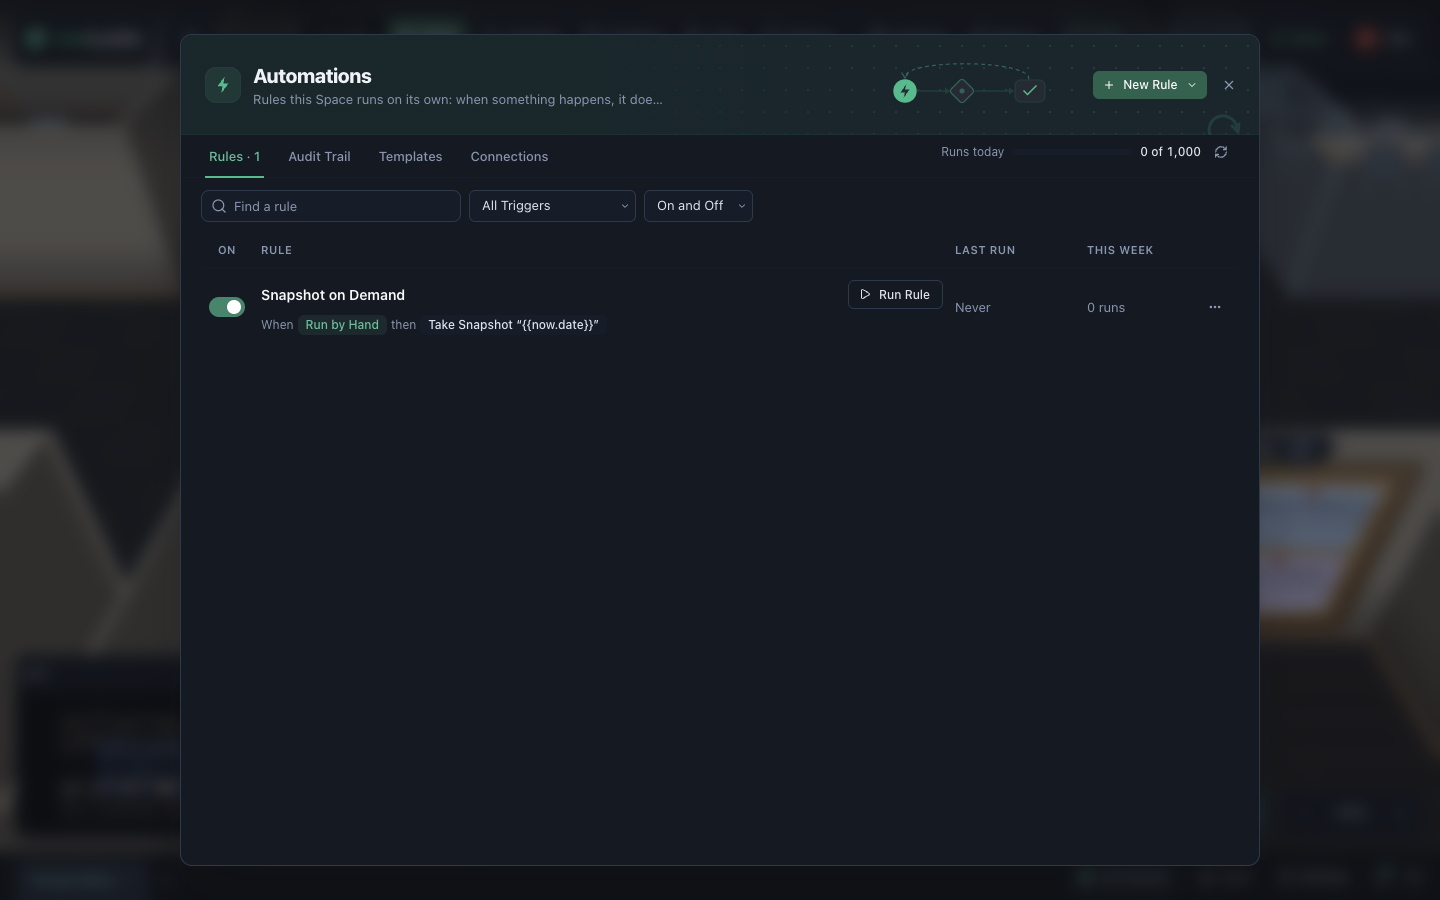 Automations
Rules this Space runs on its own: when something happens, it doe...
New Rule
Rules · 1
Audit Trail
Templates
Connections
Runs today
0 of 1,000
Find a rule
All Triggers
On and Off
ON
RULE
LAST RUN
THIS WEEK
Snapshot on Demand
Run Rule
Never
0 runs
When Run by Hand then Take Snapshot “{{now.date}}”